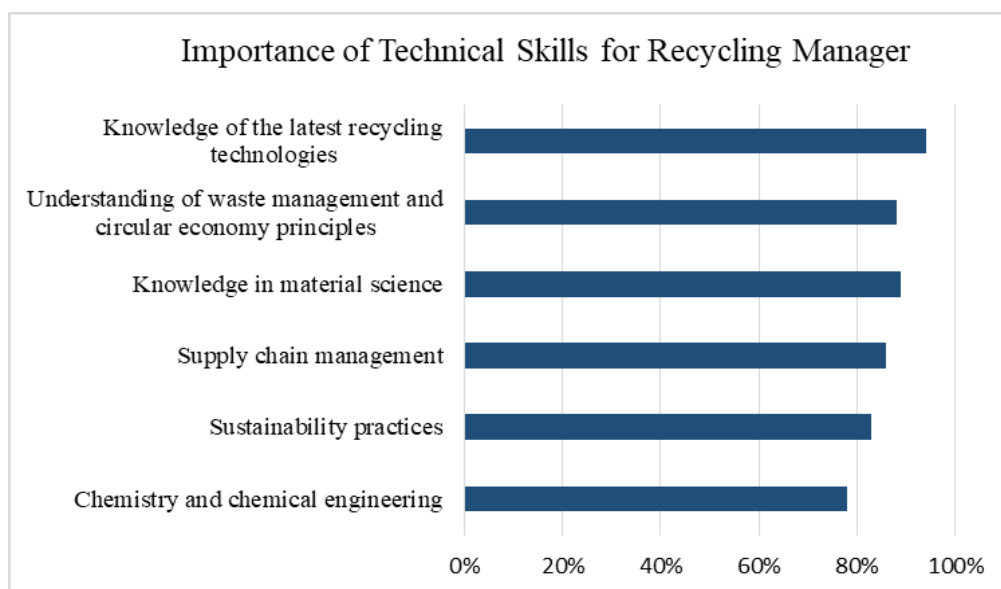 Importance of Technical Skills for Recycling Manager
Knowledge of the latest recycling
technologies
Understanding of waste management and
circular economy principles
Knowledge in material science
Supply chain management
Sustainability practices
Chemistry and chemical engineering
0% 20% 40% 60% 80% 100%